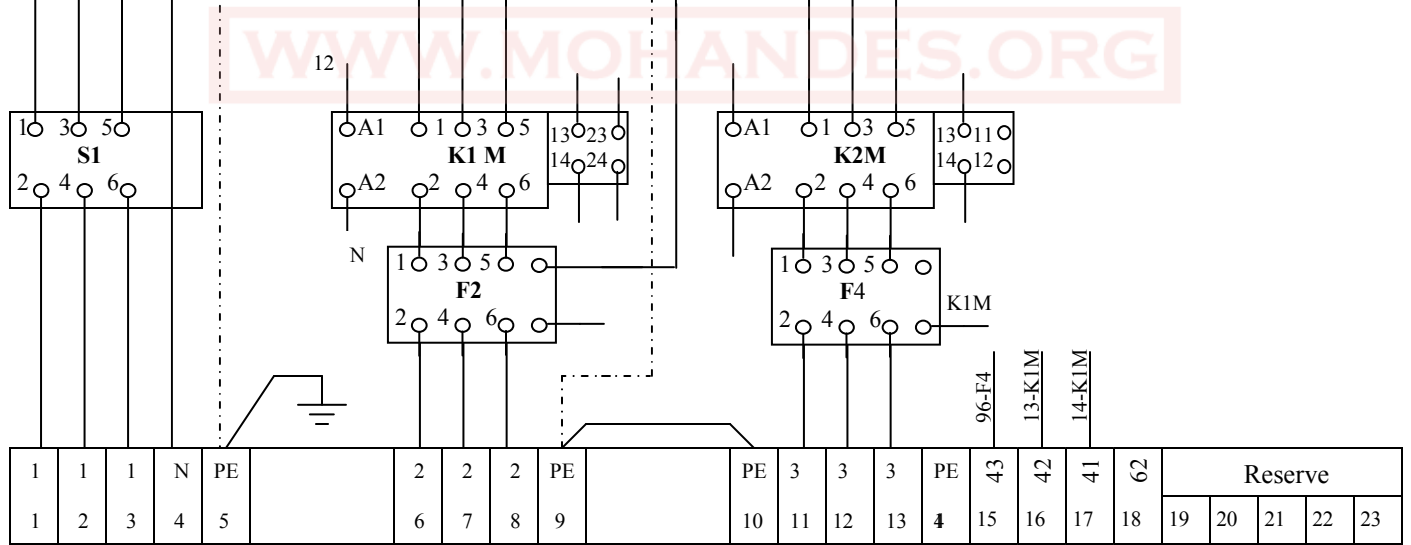 WWW.MOHANDES.ORG
12
1 3 5
S1
2 4 6
A1 1 3 5
K1 M
A2 2 4 6
13 23
14 24
N
1 3 5
F2
2 4 6
A1 1 3 5
K2M
A2 2 4 6
13 11
14 12
1 3 5
F4
2 4 6
K1M
96-F4
13-K1M
14-K1M
1 1 1 N PE 2 2 2 PE PE 3 3 3 PE 43 42 41 62 Reserve
1 2 3 4 5 6 7 8 9 10 11 12 13 15 16 17 18 19 20 21 22 23